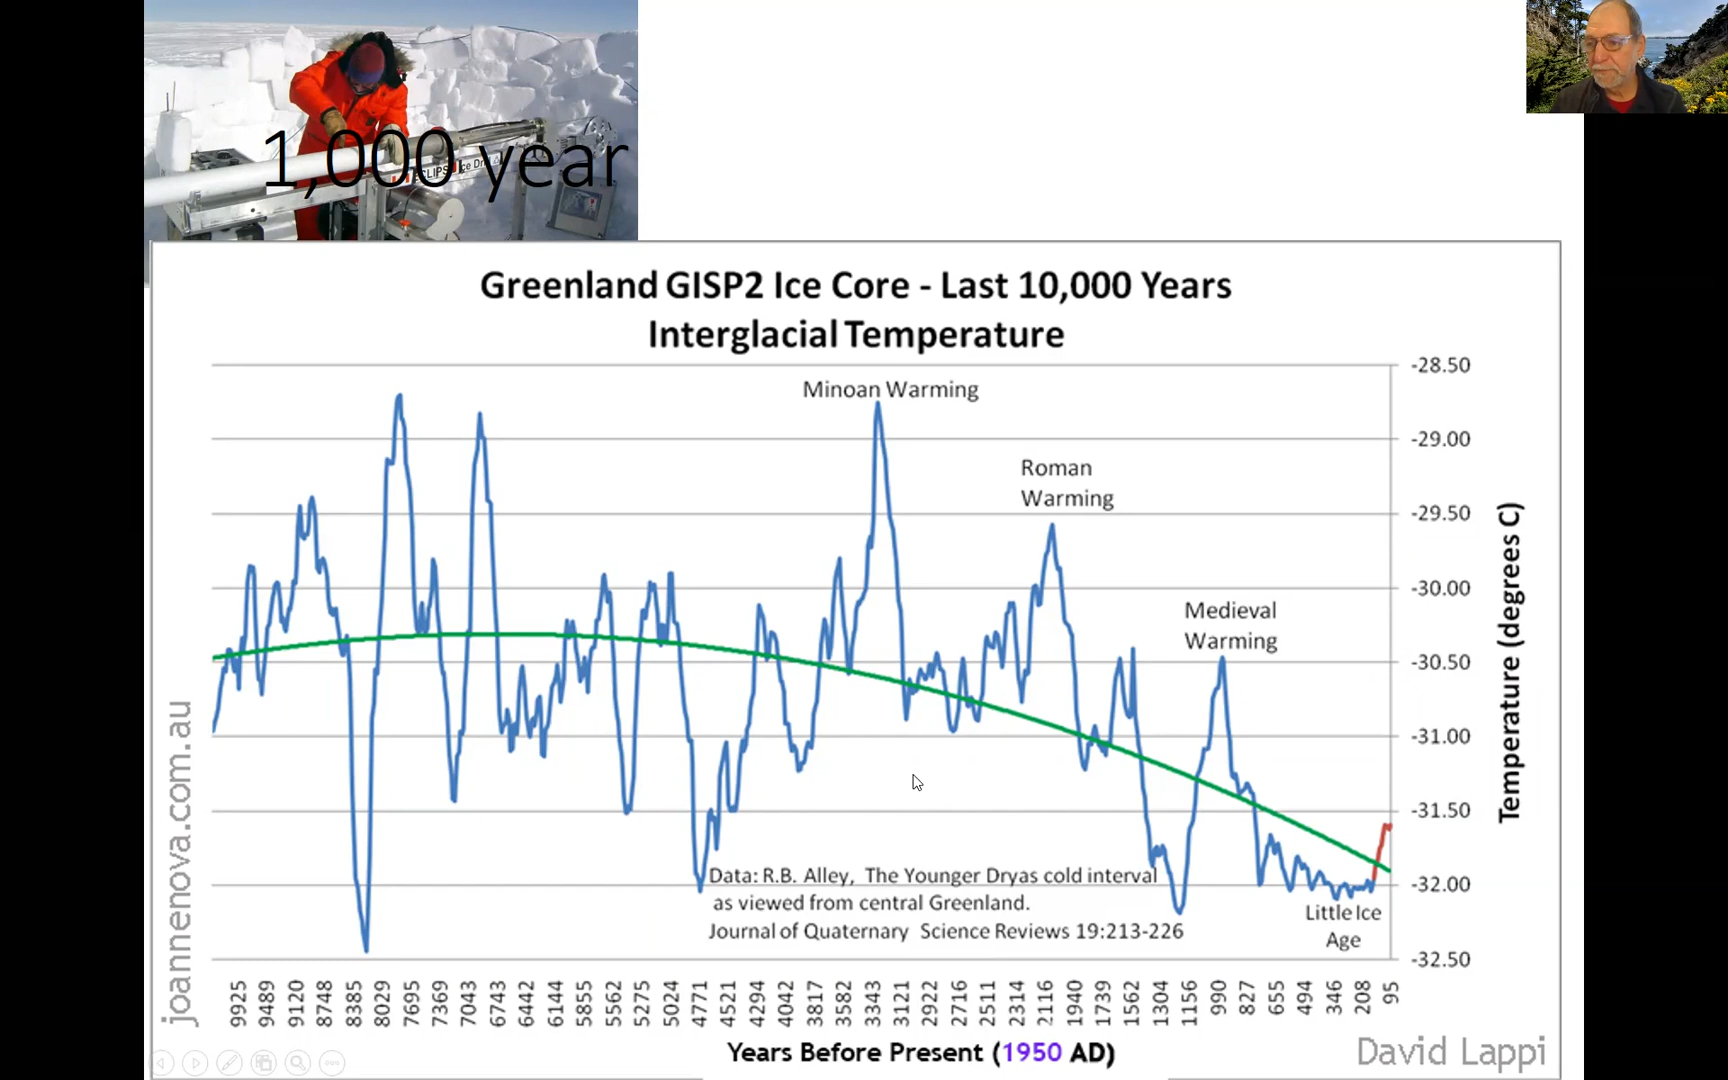 1,000 year
ECLIPS Ice Drill
Greenland GISP2 Ice Core - Last 10,000 Years
Interglacial Temperature
-28.50
Minoan Warming
-29.00
Roman
Warming
-29.50
-30.00
Medieval
Warming
-30.50
-31.00
-31.50
-32.00
-32.50
Temperature (degrees C)
Data: R.B. Alley, The Younger Dryas cold interval
as viewed from central Greenland.
Journal of Quaternary Science Reviews 19:213-226
Little Ice
Age
joannenova.com.au
9925 9489 9120 8748 8385 8029 7695 7369 7043 6743 6442 6144 5855 5562 5275 5024 4771 4521 4294 4042 3817 3582 3343 3121 2922 2716 2511 2314 2116 1940 1739 1562 1304 1156 990 827 655 494 346 208 95
Years Before Present (1950 AD)
David Lappi